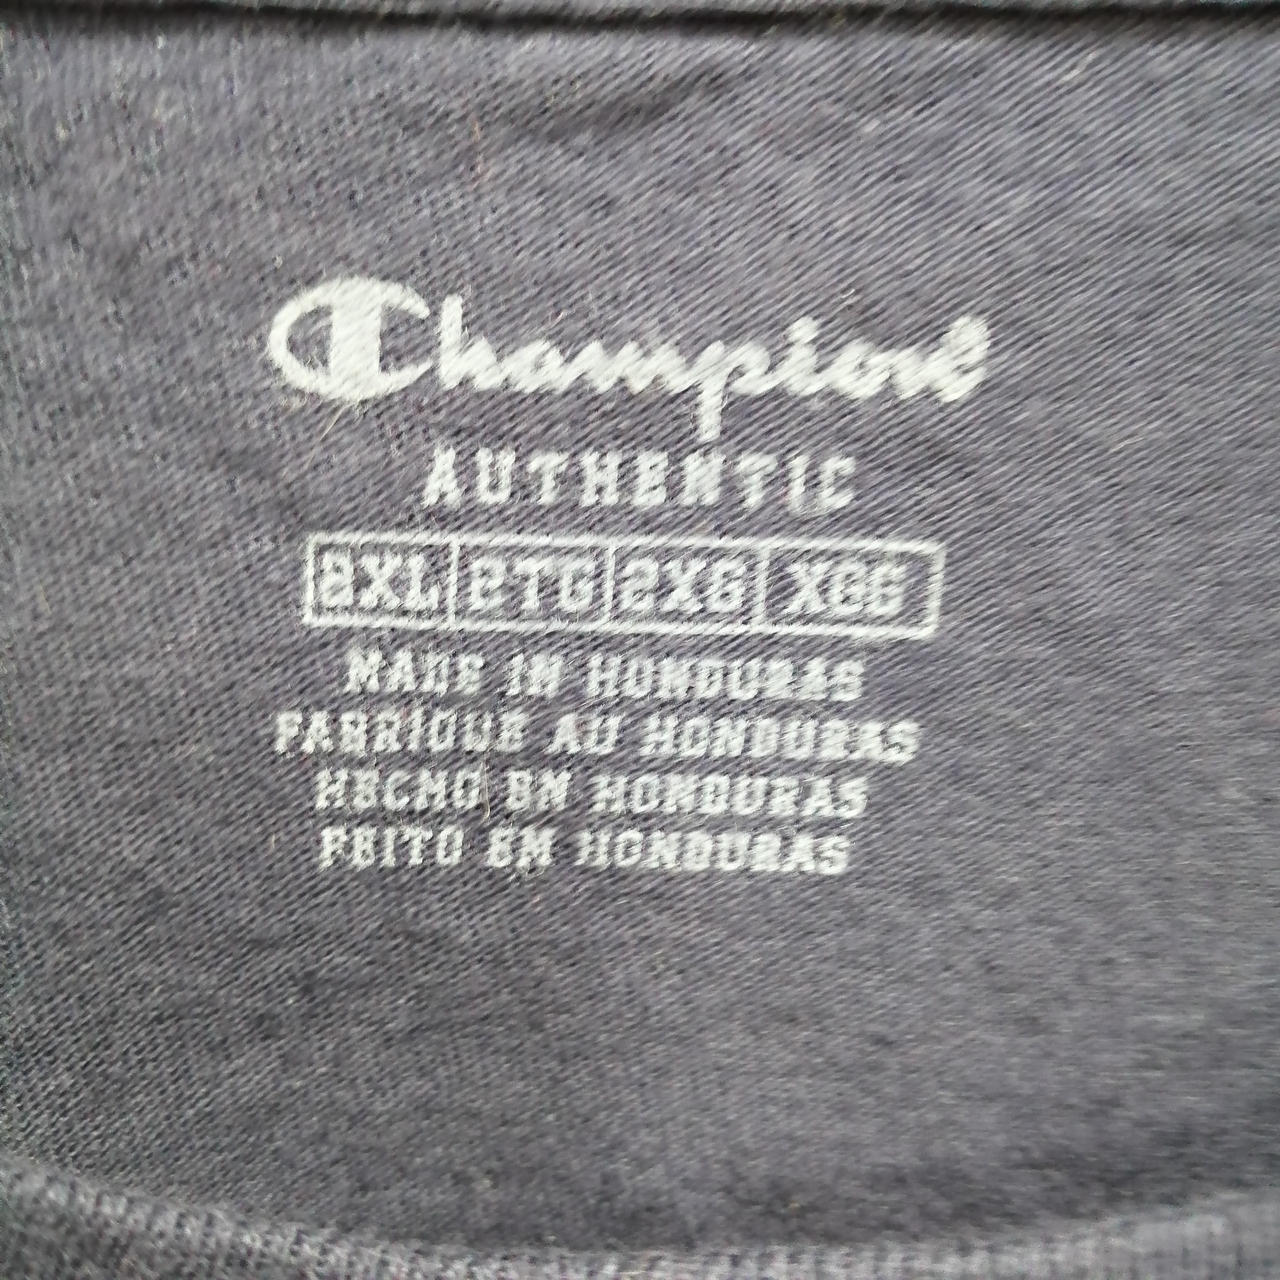 Champion
AUTHENTIC
2XL 2TG 2XG XGG
MADE IN HONDURAS
FABRIQUE AU HONDURAS
HECHO EN HONDURAS
FEITO EM HONDURAS